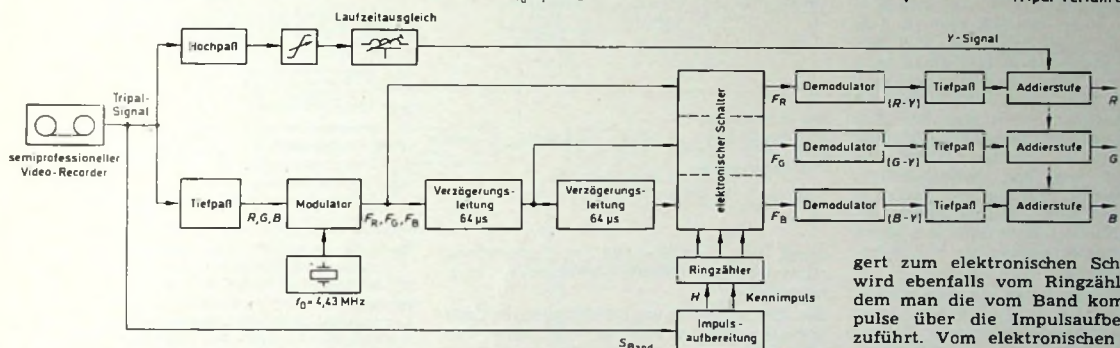 Laufzeitausgleich
Hochpaß
Y-Signal
Tripal-
Signal
semiprofessioneller
Video-Recorder
Tiefpaß
R,G,B
Modulator
F_R, F_G, F_B
f₀= 4,43 MHz
Verzögerungs-
leitung
64 µs
Verzögerungs-
leitung
64 µs
elektronischer Schalter
F_R
Demodulator
(R-Y)
Tiefpaß
Addierstufe
R
F_G
Demodulator
(G-Y)
Tiefpaß
Addierstufe
G
F_B
Demodulator
(B-Y)
Tiefpaß
Addierstufe
B
Ringzähler
H
Kennimpuls
Impuls-
aufbereitung
S_Band
gert zum elektronischen Sch
wird ebenfalls vom Ringzähl
dem man die vom Band kom
pulse über die Impulsaufbe
zuführt. Vom elektronischen